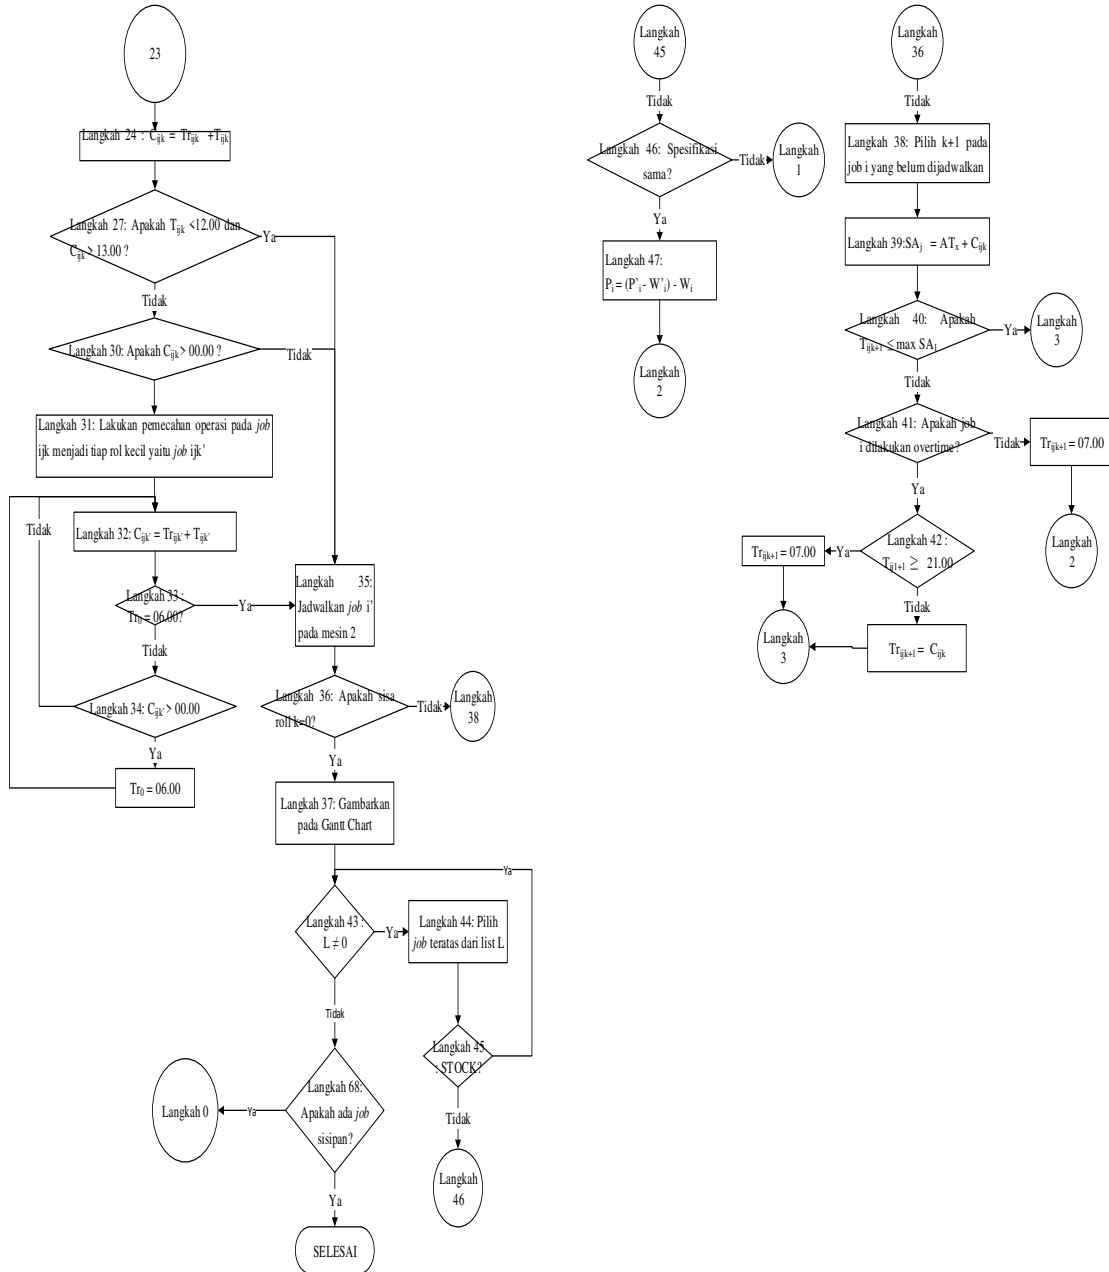 23
Langkah 24 : Cijk = Trijk +Tijk
Langkah 27: Apakah Tijk <12.00 dan
Cijk > 13.00 ?
Ya
Tidak
Langkah 30: Apakah Cijk > 00.00 ?
Tidak
Langkah 31: Lakukan pemecahan operasi pada job
ijk menjadi tiap rol kecil yaitu job ijk'
Tidak
Langkah 32: Cijk' = Trijk' + Tijk'
Langkah 33 :
Tr0 = 06.00?
Ya
Tidak
Langkah 34: Cijk' > 00.00
Ya
Tr0 = 06.00
Langkah 35:
Jadwalkan job i'
pada mesin 2
Langkah 36: Apakah sisa
roll k=0?
Tidak
Langkah
38
Ya
Langkah 37: Gambarkan
pada Gantt Chart
Ya
Langkah 43 :
L ≠ 0
Ya
Langkah 44: Pilih
job teratas dari list L
Tidak
Langkah 45
: STOCK?
Tidak
Langkah
46
Langkah 68:
Apakah ada job
sisipan?
Ya
Langkah 0
Ya
SELESAI
Langkah
45
Tidak
Langkah 46: Spesifikasi
sama?
Tidak
Langkah
1
Ya
Langkah 47:
Pi = (P'i - W'i) - Wi
Langkah
2
Langkah
36
Tidak
Langkah 38: Pilih k+1 pada
job i yang belum dijadwalkan
Langkah 39:SAj = ATx + Cijk
Langkah 40: Apakah
Tijk+1 ≤ max SA1
Ya
Langkah
3
Tidak
Langkah 41: Apakah job
i dilakukan overtime?
Tidak
Trijk+1 = 07.00
Langkah
2
Ya
Langkah 42 :
Tij1+1 ≥ 21.00
Ya
Trijk+1 = 07.00
Tidak
Trijk+1 = Cijk
Langkah
3